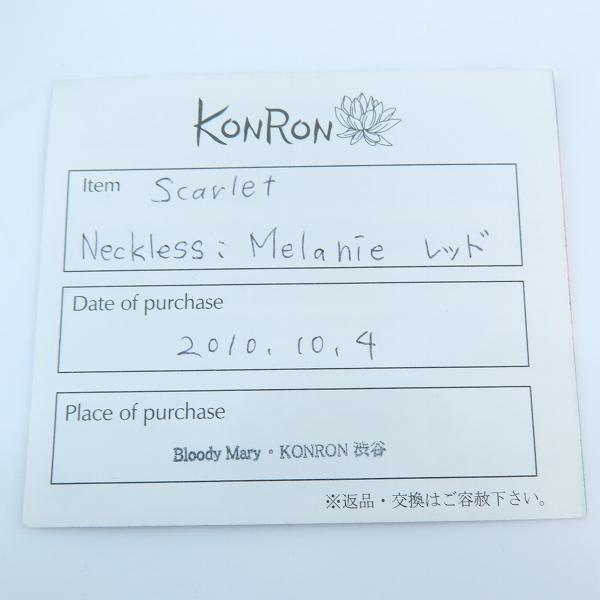 KONRON
Item Scarlet
Neckless: Melanie レッド
Date of purchase
2010.10.4
Place of purchase
Bloody Mary・KONRON 渋谷
※返品・交換はご容赦下さい。